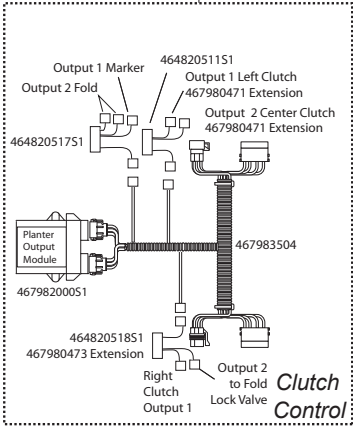 464820511S1
Output 1 Marker
Output 1 Left Clutch
467980471 Extension
Output 2 Fold
Output 2 Center Clutch
467980471 Extension
464820517S1
Planter
Output
Module
467983504
467982000S1
464820518S1
467980473 Extension
Right
Clutch
Output 1
Output 2
to Fold
Lock Valve
Clutch
Control